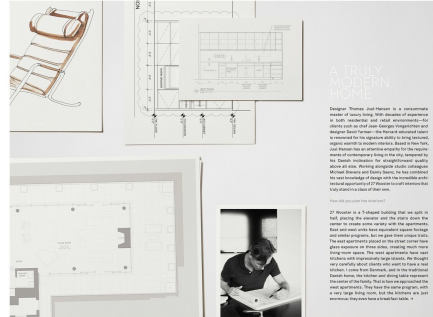 A TRULY
MODERN
HOME
Designer Thomas Juul-Hansen is a consummate
master of luxury living. With decades of experience
in both residential and retail environments—for
clients such as chef Jean-Georges Vongerichten and
designer David Yurman—the Harvard-educated talent
is renowned for his signature ability to bring textured,
organic warmth to modern interiors. Based in New York,
Juul-Hansen has an attentive empathy for the require-
ments of contemporary living in the city, tempered by
his Danish inclination for straightforward quality
above all else. Working alongside studio colleagues
Michael Stevens and Danny Saenz, he has combined
his vast knowledge of design with the incredible archi-
tectural opportunity of 27 Wooster to craft interiors that
truly stand in a class of their own.
How did you plan the interiors?
27 Wooster is a T-shaped building that we split in
half, placing the elevator and the stairs down the
center to create some variety with the apartments.
East and west units have equivalent square footage
and similar programs, but we gave them unique traits.
The east apartments placed on the street corner have
glass exposure on three sides, creating much more
living-room space. The west apartments have vast
kitchens with impressively large islands. We thought
very carefully about clients who want to have a real
kitchen. I come from Denmark, and in the traditional
Danish home, the kitchen and dining table represent
the center of the family. That is how we approached the
west apartments. They have the same program, with
a very large living room, but the kitchens are just
enormous; they even have a breakfast table.